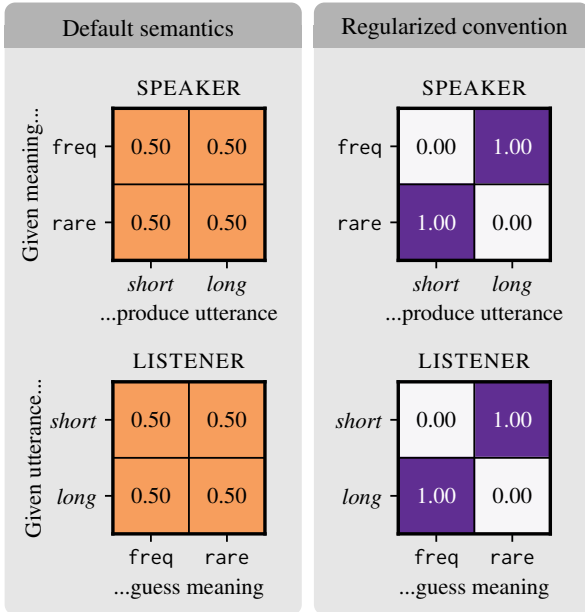 Default semantics
SPEAKER
Given meaning...
freq 0.50 0.50
rare 0.50 0.50
short long
...produce utterance
LISTENER
Given utterance...
short 0.50 0.50
long 0.50 0.50
freq rare
...guess meaning
Regularized convention
SPEAKER
freq 0.00 1.00
rare 1.00 0.00
short long
...produce utterance
LISTENER
short 0.00 1.00
long 1.00 0.00
freq rare
...guess meaning